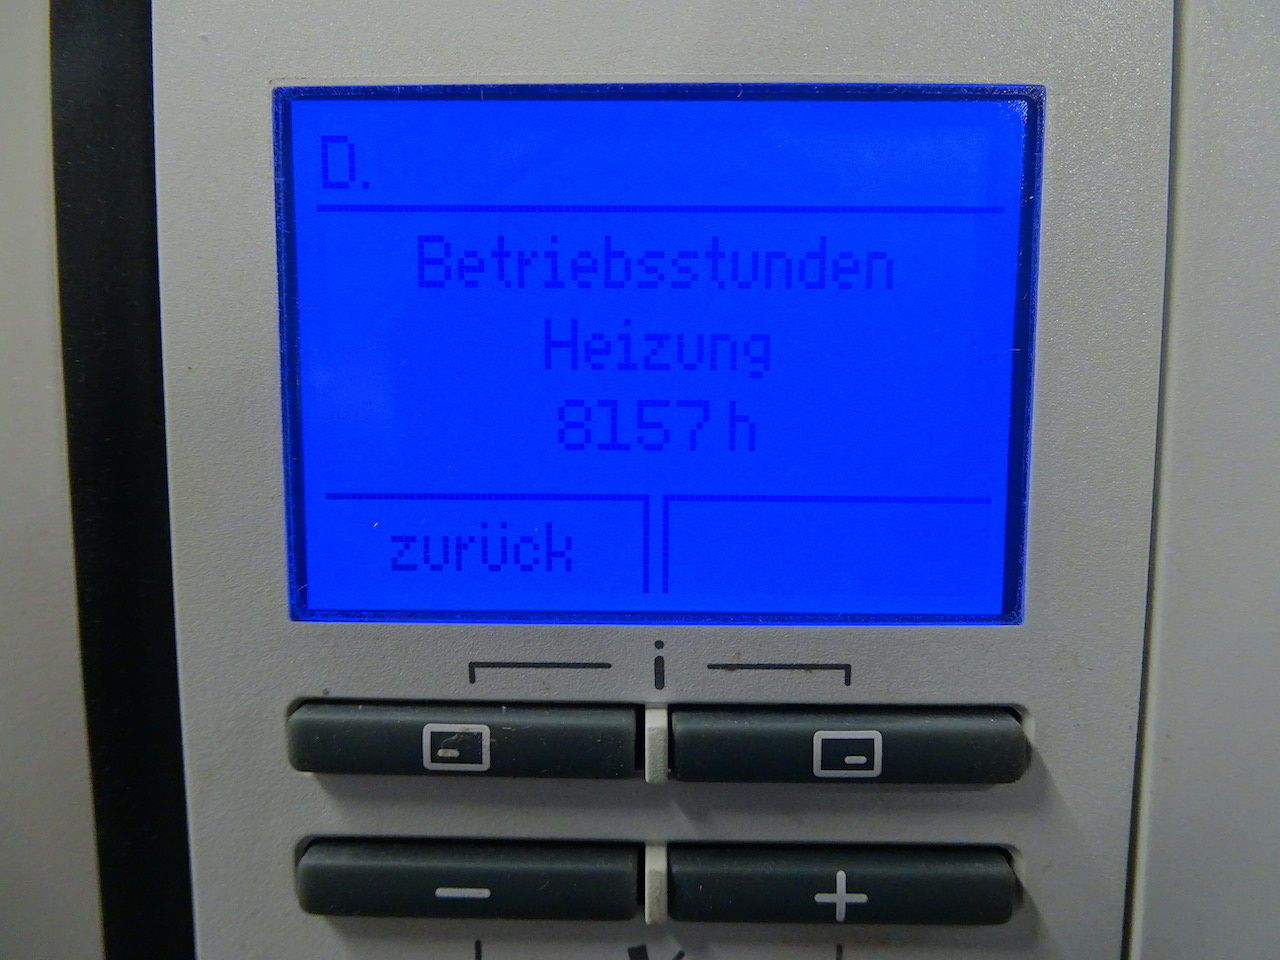 D.
Betriebsstunden
Heizung
8157 h
zurück
i
–
+